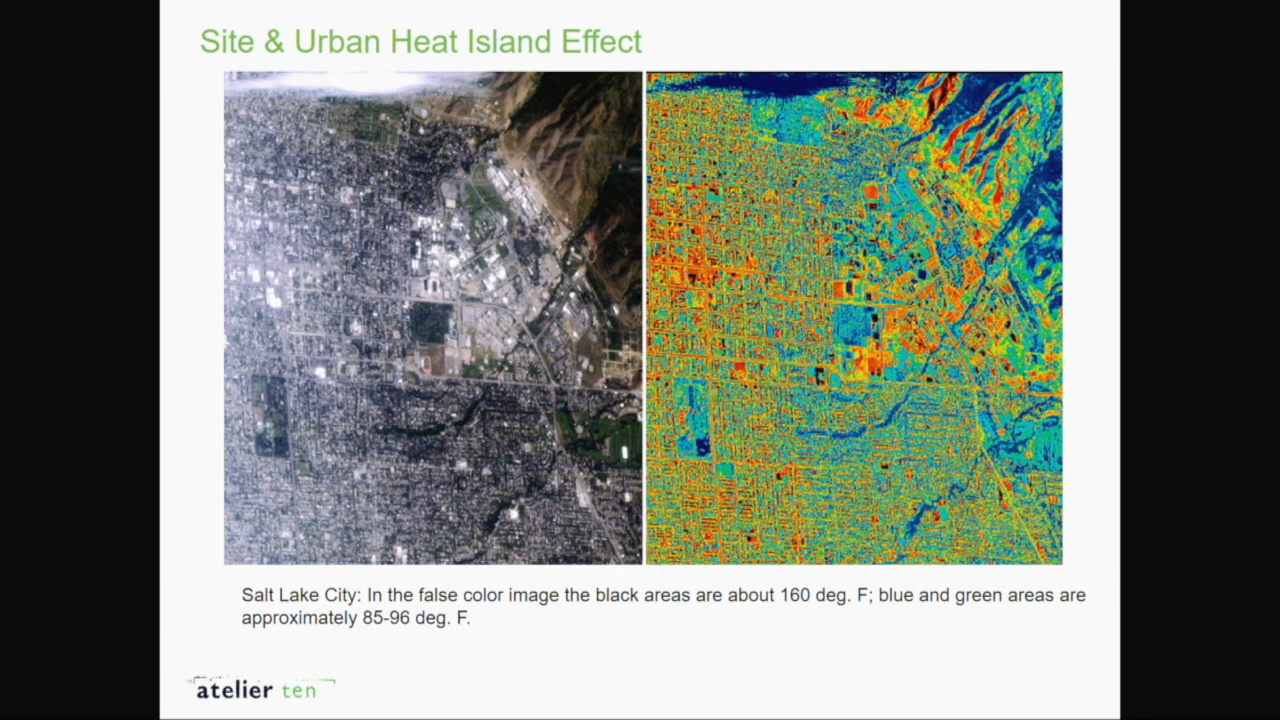 Site & Urban Heat Island Effect
Salt Lake City: In the false color image the black areas are about 160 deg. F; blue and green areas are
approximately 85-96 deg. F.
atelier ten